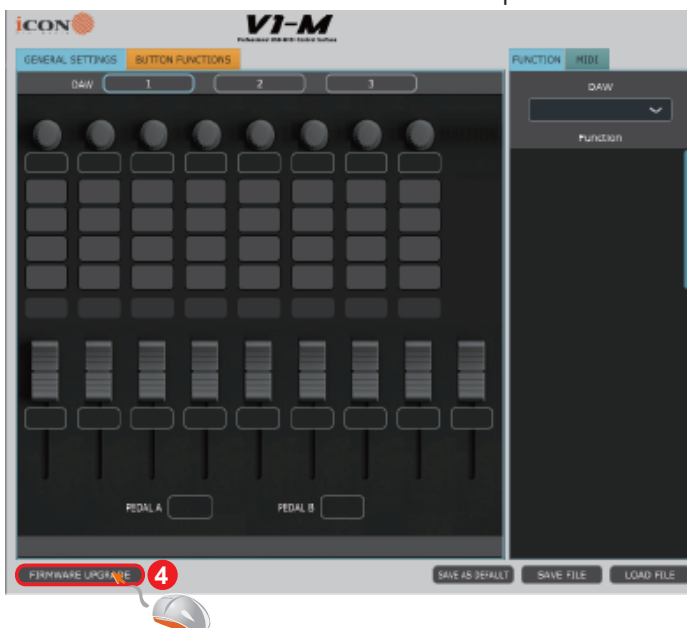 iCON V1-M
GENERAL SETTINGS BUTTON FUNCTIONS FUNCTION MIDI
DAW 1 2 3 DAW
Function
PEDAL A PEDAL B
FIRMWARE UPGRADE 4 SAVE AS DEFAULT SAVE FILE LOAD FILE